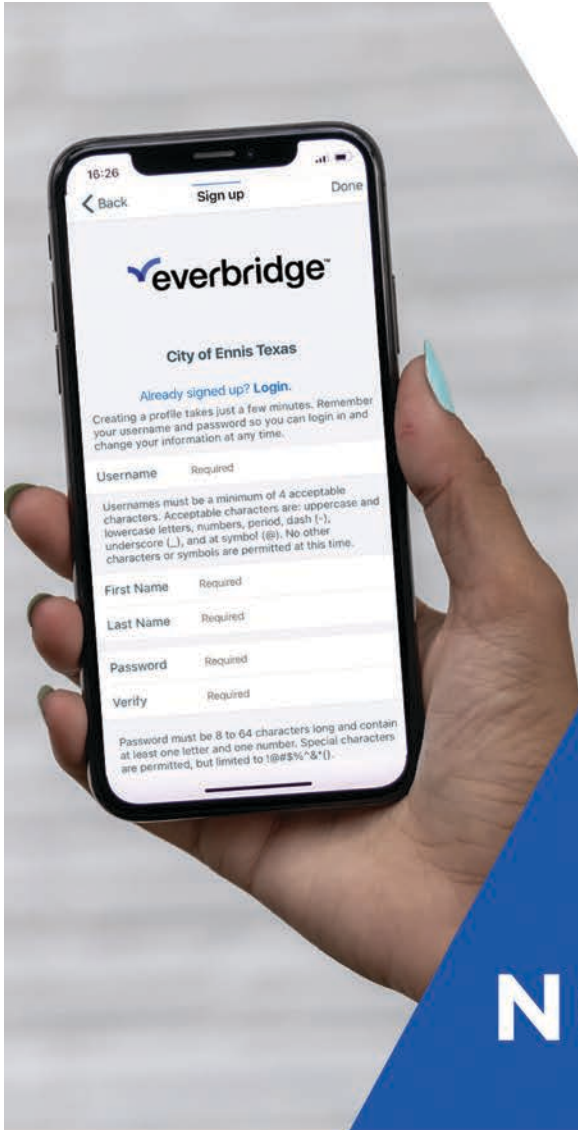 16:26
Back Sign up Done
everbridge™
City of Ennis Texas
Already signed up? Login.
Creating a profile takes just a few minutes. Remember
your username and password so you can login in and
change your information at any time.
Username Required
Usernames must be a minimum of 4 acceptable
characters. Acceptable characters are: uppercase and
lowercase letters, numbers, period, dash (-),
underscore (_), and at symbol (@). No other
characters or symbols are permitted at this time.
First Name Required
Last Name Required
Password Required
Verify Required
Password must be 8 to 64 characters long and contain
at least one letter and one number. Special characters
are permitted, but limited to !@#$%^&*().
N